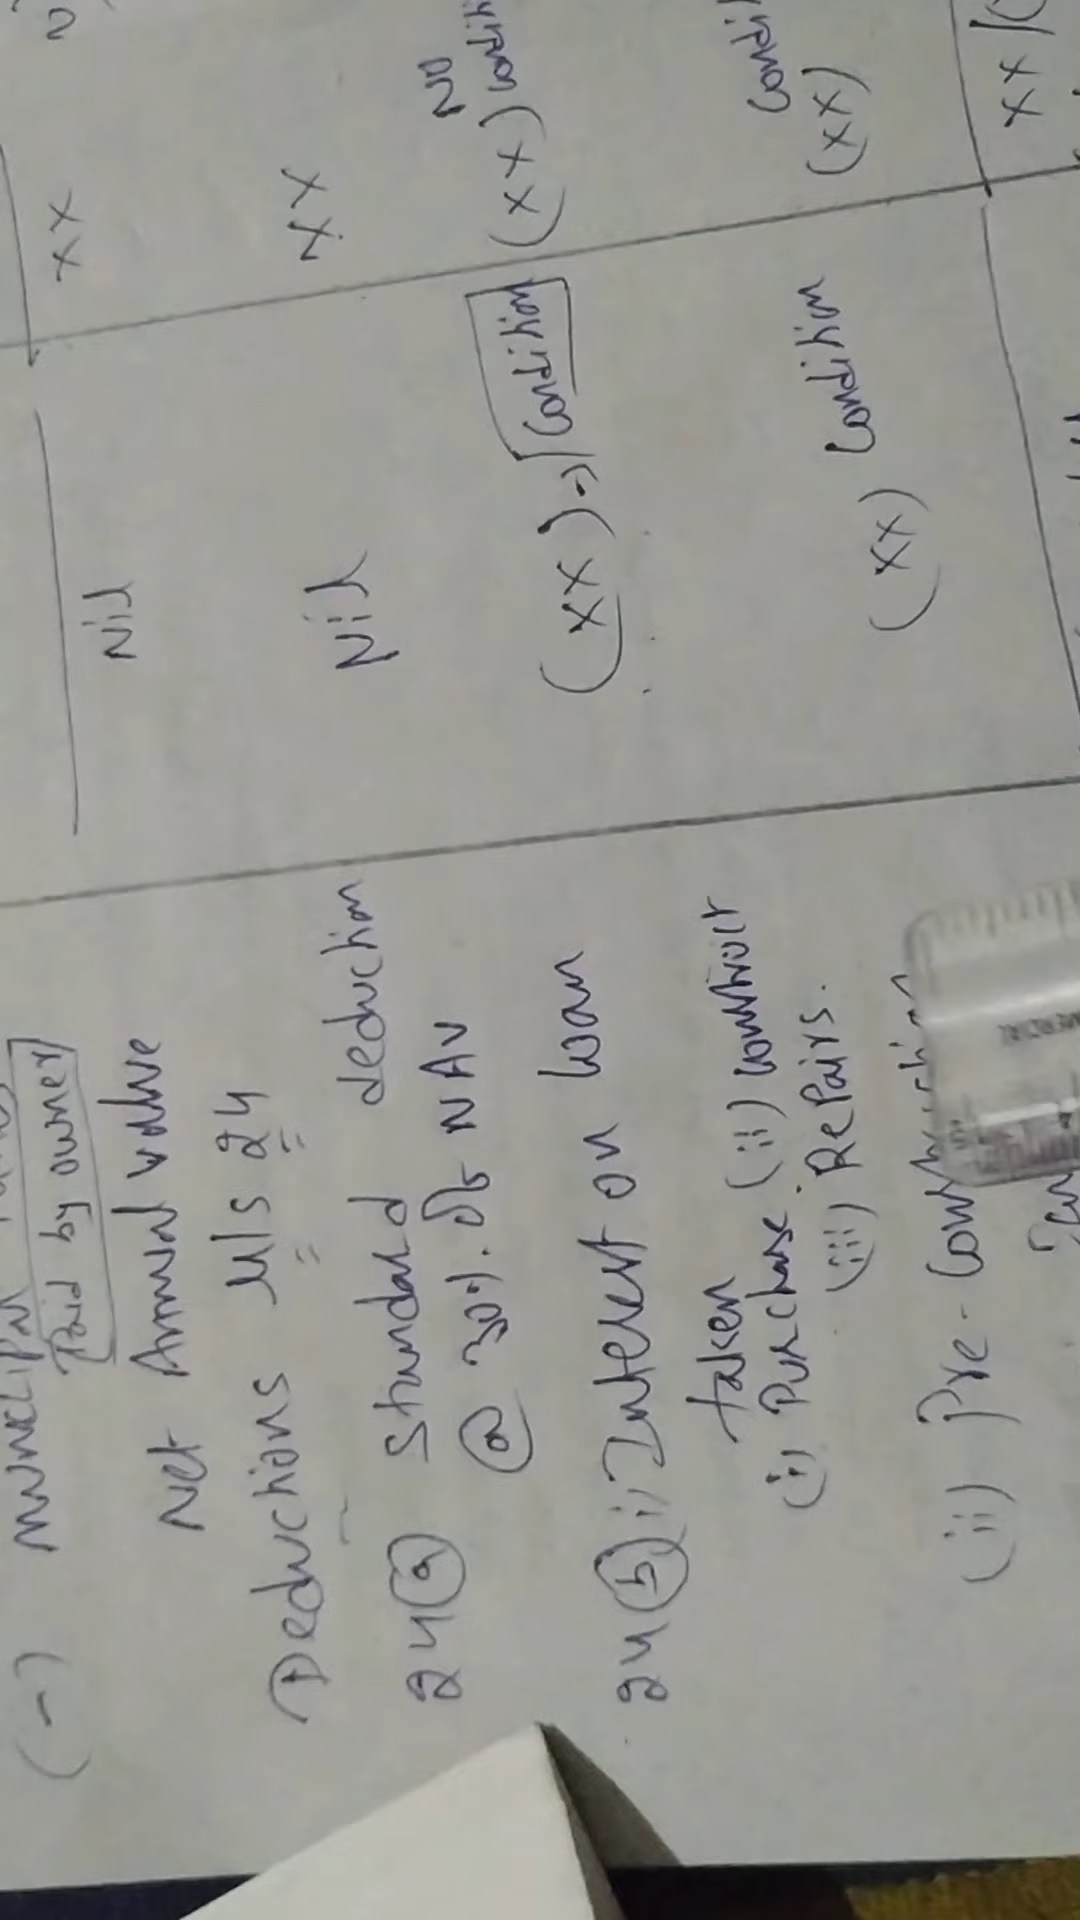 (-) municipal
Paid by owner
Net Annual value Nil xx
Deductions u/s 24
24(a) Standard deduction Nil xx
@ 30%. of NAV
24(b) i) Interest on loan (xx) → Condition (xx) No
taken
(i) Purchase (ii) construct
(iii) Repairs. (xx) Condition (xx)
(ii) Pre-Construction